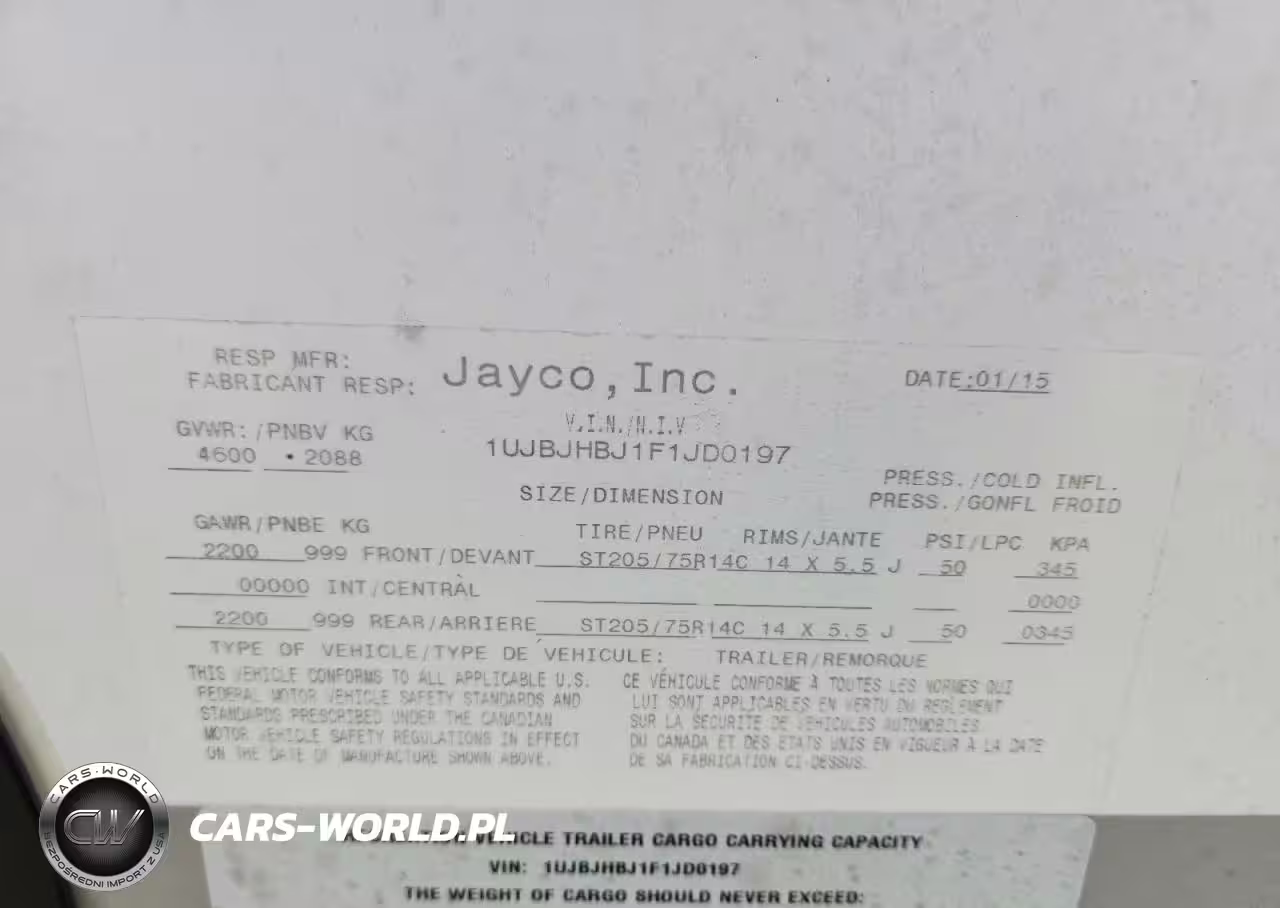 RESP MFR:
FABRICANT RESP: Jayco, Inc. DATE:01/15
GVWR:/PNBV KG V.I.N./N.I.V
4600 • 2088 1UJBJHBJ1F1JD0197
PRESS./COLD INFL.
SIZE/DIMENSION PRESS./GONFL FROID
GAWR/PNBE KG TIRE/PNEU RIMS/JANTE PSI/LPC KPA
2200 999 FRONT/DEVANT ST205/75R14C 14 X 5.5 J 50 345
00000 INT/CENTRÀL 0000
2200 999 REAR/ARRIERE ST205/75R14C 14 X 5.5 J 50 0345
TYPE OF VEHICLE/TYPE DE VEHICULE: TRAILER/REMORQUE
THIS VEHICLE CONFORMS TO ALL APPLICABLE U.S.
FEDERAL MOTOR VEHICLE SAFETY STANDARDS AND
STANDARDS PRESCRIBED UNDER THE CANADIAN
MOTOR VEHICLE SAFETY REGULATIONS IN EFFECT
ON THE DATE OF MANUFACTURE SHOWN ABOVE.
CE VÉHICULE CONFORME À TOUTES LES NORMES QUI
LUI SONT APPLICABLES EN VERTU DU REGLEMENT
SUR LA SECURITE DE VEHICULES AUTOMOBILES
DU CANADA ET DES ETATS UNIS EN VIGUEUR À LA DATE
DE SA FABRICATION CI-DESSUS.
CARS-WORLD
CW
BEZPOŚREDNI IMPORT Z USA
CARS-WORLD.PL
VEHICLE TRAILER CARGO CARRYING CAPACITY
VIN: 1UJBJHBJ1F1JD0197
THE WEIGHT OF CARGO SHOULD NEVER EXCEED: